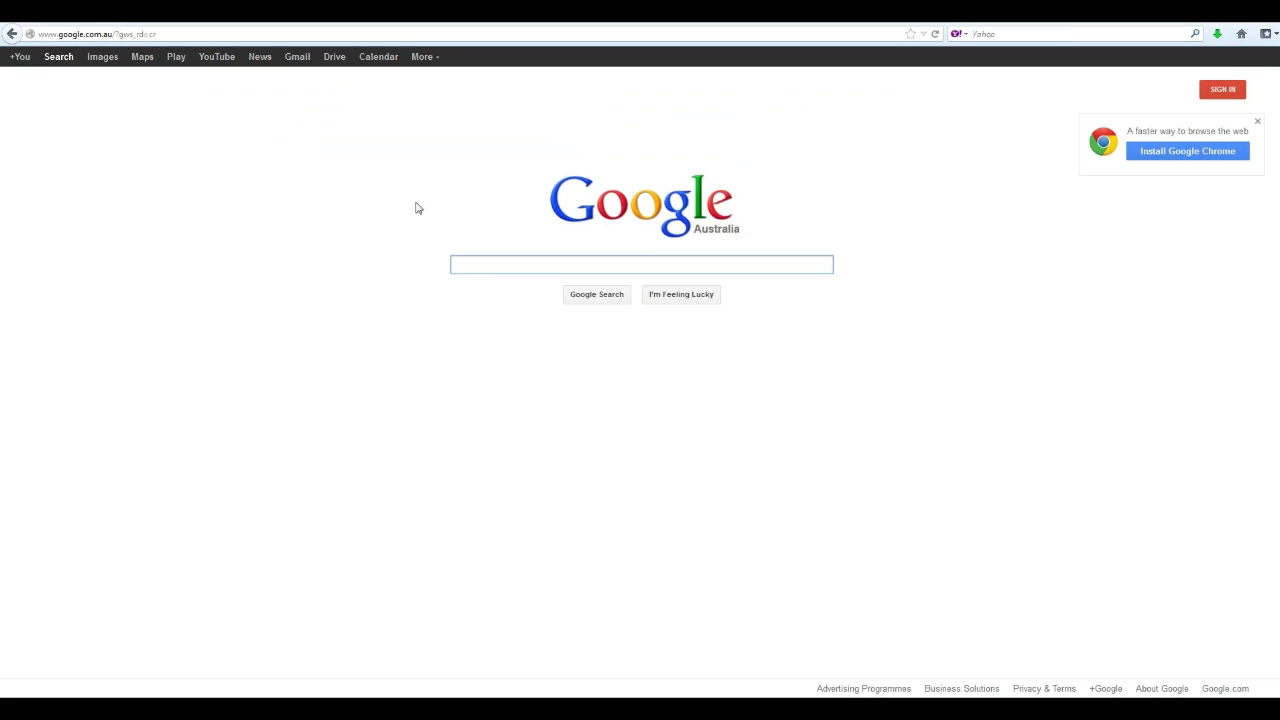 www.google.com.au/?gws_rd=cr
Yahoo
+You Search Images Maps Play YouTube News Gmail Drive Calendar More
SIGN IN
A faster way to browse the web
Install Google Chrome
Google
Australia
Google Search I'm Feeling Lucky
Advertising Programmes Business Solutions Privacy & Terms +Google About Google Google.com